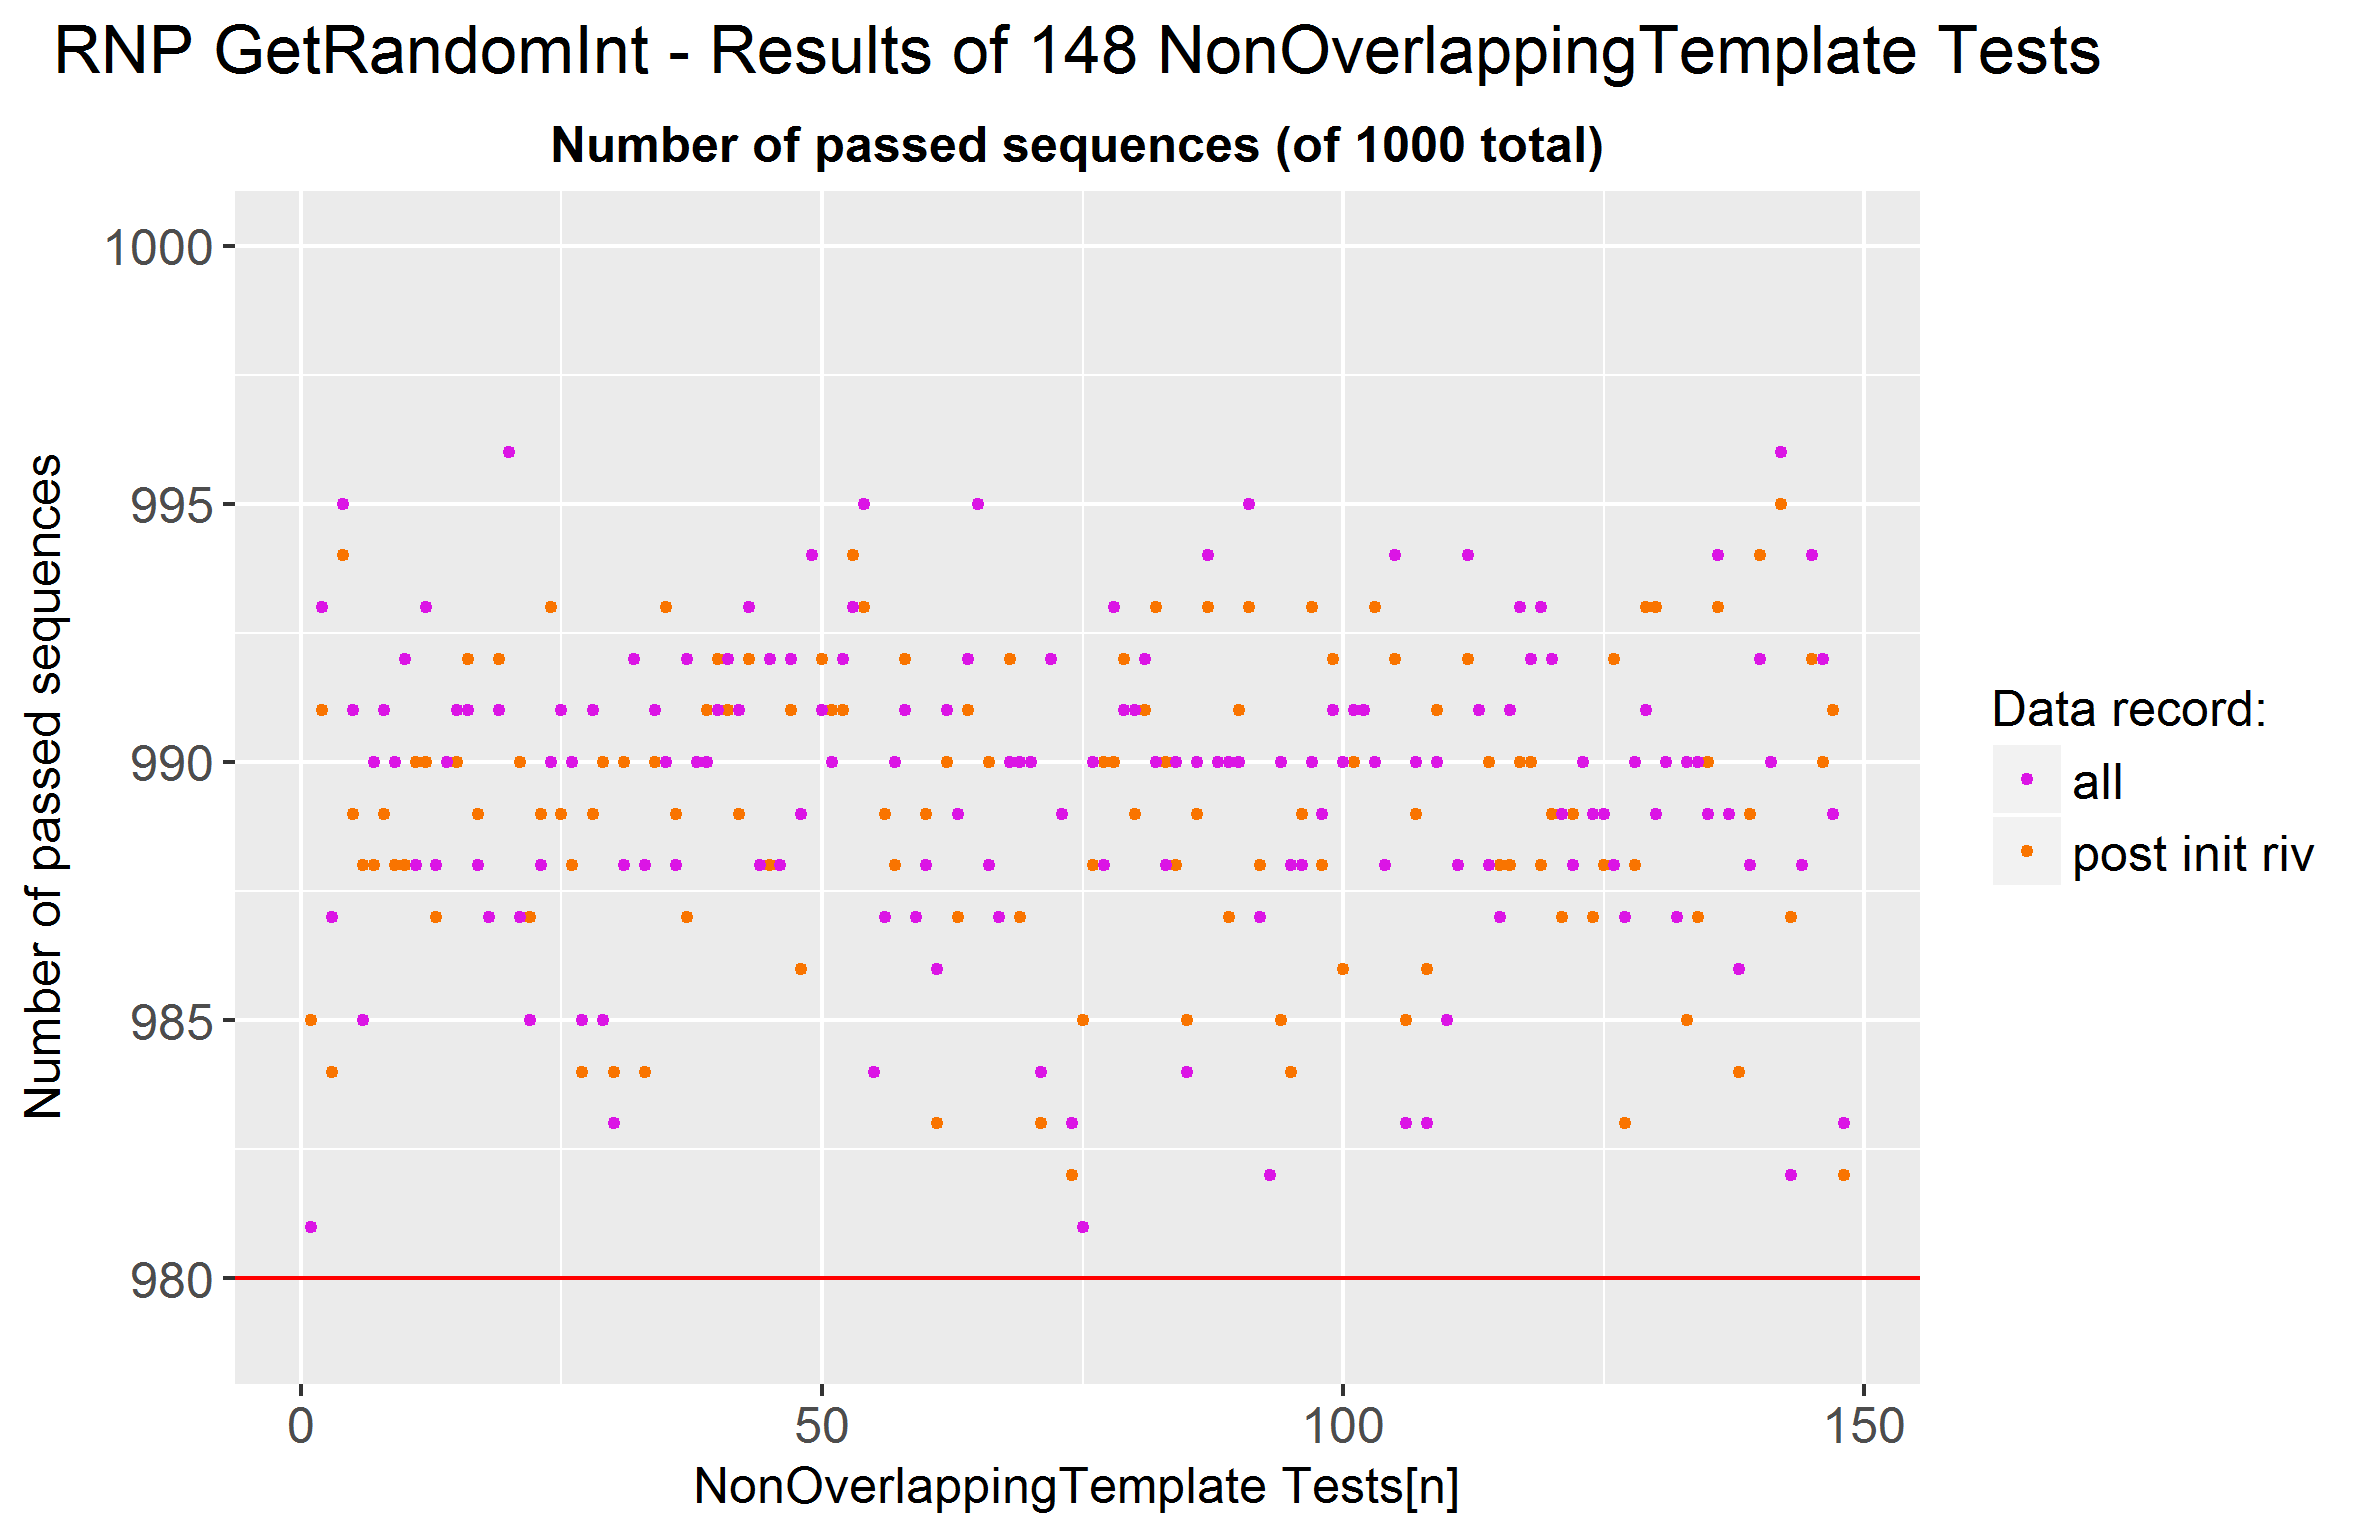 RNP GetRandomInt - Results of 148 NonOverlappingTemplate Tests
Number of passed sequences (of 1000 total)
Number of passed sequences
1000
995
990
985
980
0 50 100 150
NonOverlappingTemplate Tests[n]
Data record:
all
post init riv